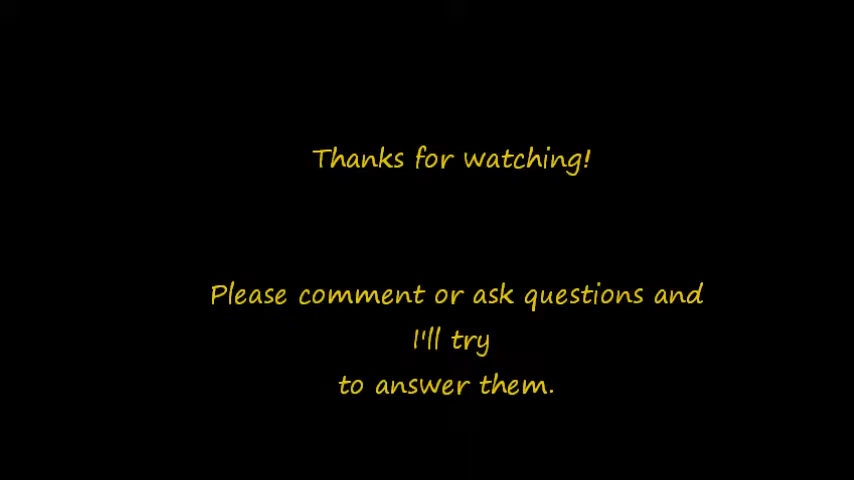 Thanks for watching!
Please comment or ask questions and
I'll try
to answer them.